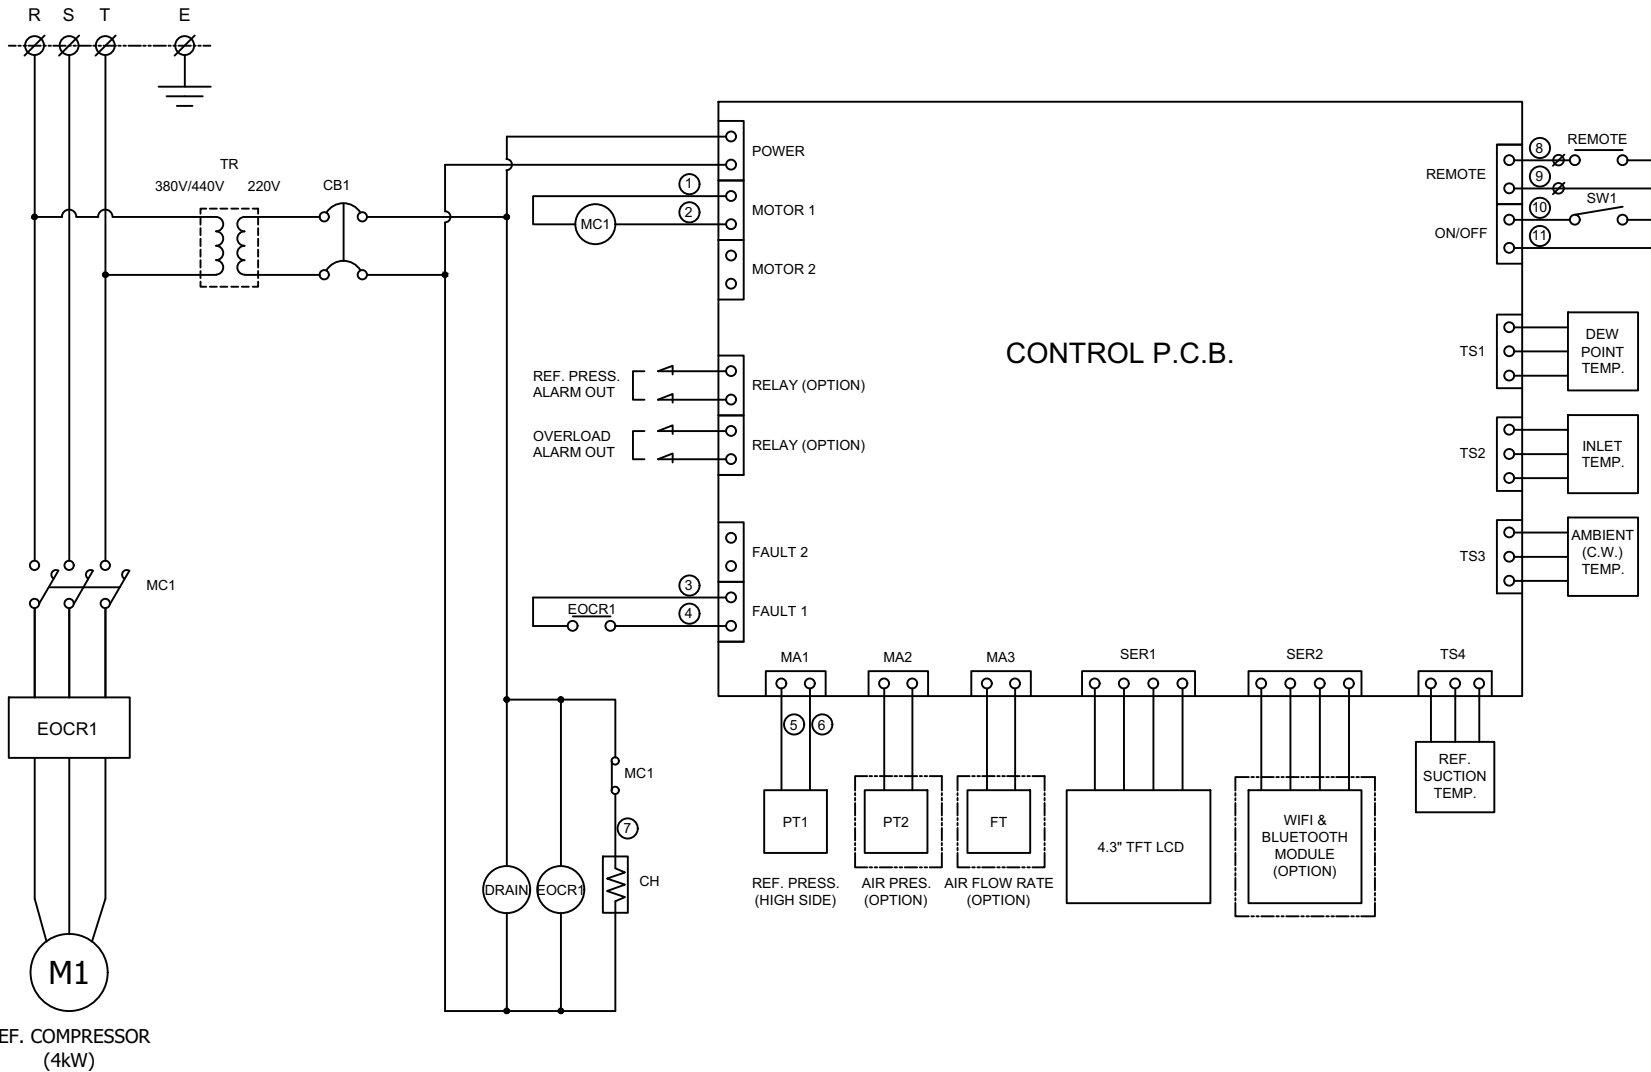 R S T E
TR
380V/440V 220V CB1
POWER
1
2
MC1
MOTOR 1
MOTOR 2
REF. PRESS.
ALARM OUT
RELAY (OPTION)
OVERLOAD
ALARM OUT
RELAY (OPTION)
FAULT 2
3
4
EOCR1
FAULT 1
CONTROL P.C.B.
REMOTE
8
9
REMOTE
ON/OFF
10
11
SW1
TS1
DEW
POINT
TEMP.
TS2
INLET
TEMP.
TS3
AMBIENT
(C.W.)
TEMP.
MC1
EOCR1
M1
EF. COMPRESSOR
(4kW)
MC1
7
DRAIN
EOCR1
CH
MA1
5
6
PT1
REF. PRESS.
(HIGH SIDE)
MA2
PT2
AIR PRES.
(OPTION)
MA3
FT
AIR FLOW RATE
(OPTION)
SER1
4.3" TFT LCD
SER2
WIFI &
BLUETOOTH
MODULE
(OPTION)
TS4
REF.
SUCTION
TEMP.